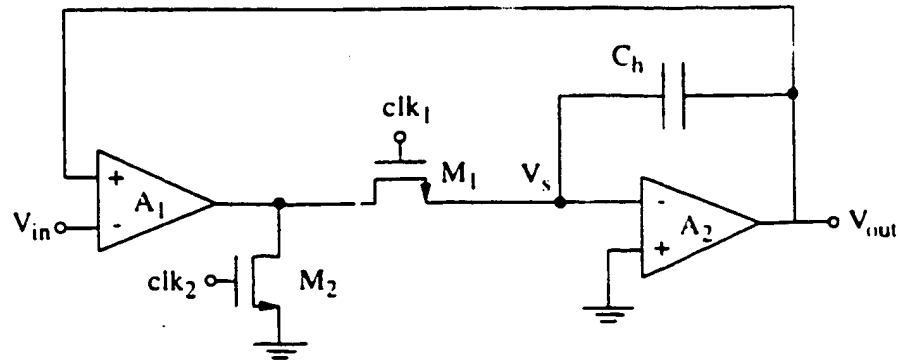 C_h
clk_1
M_1
V_s
+
A_1
V_in
-
-
A_2
+
V_out
clk_2
M_2